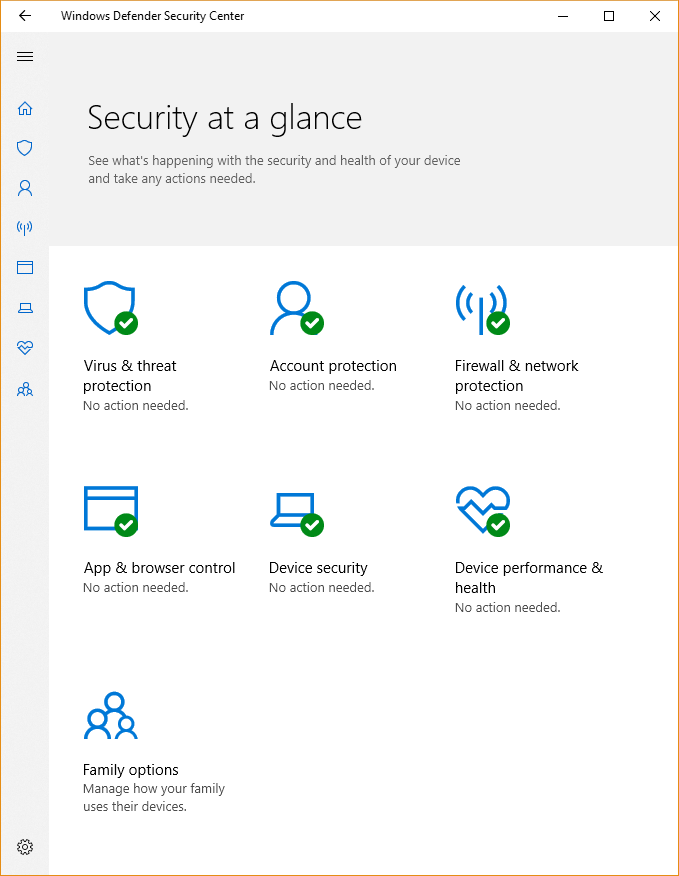 Windows Defender Security Center
Security at a glance
See what's happening with the security and health of your device
and take any actions needed.
Virus & threat
protection
No action needed.
Account protection
No action needed.
Firewall & network
protection
No action needed.
App & browser control
No action needed.
Device security
No action needed.
Device performance &
health
No action needed.
Family options
Manage how your family
uses their devices.